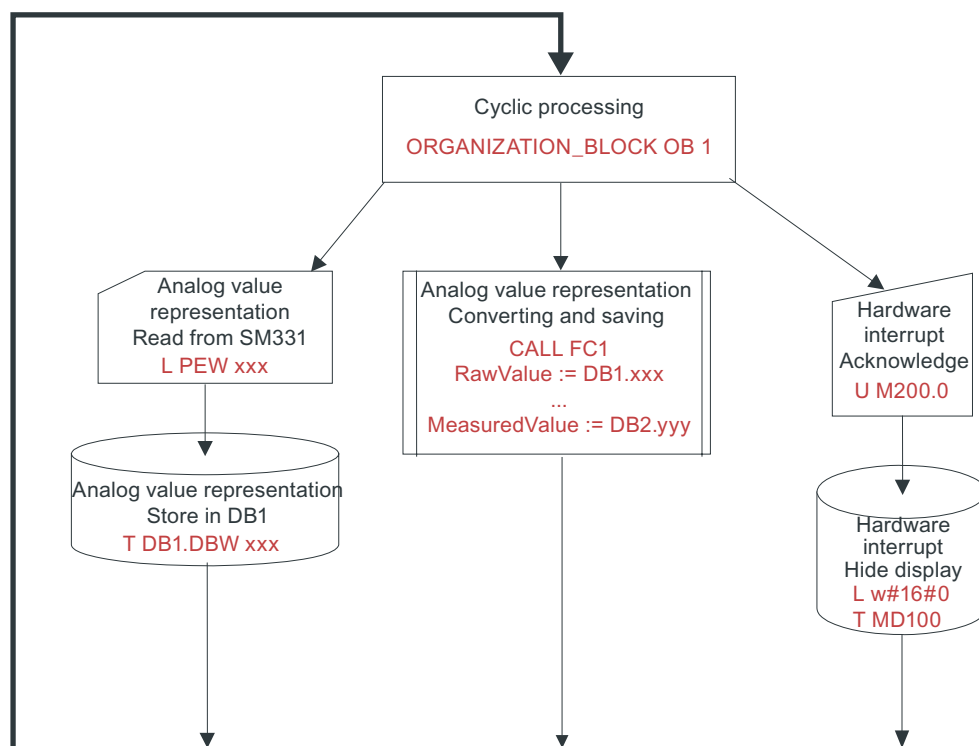 Cyclic processing
ORGANIZATION_BLOCK OB 1
Analog value
representation
Read from SM331
L PEW xxx
Analog value representation
Store in DB1
T DB1.DBW xxx
Analog value representation
Converting and saving
CALL FC1
RawValue := DB1.xxx
...
MeasuredValue := DB2.yyy
Hardware
interrupt
Acknowledge
U M200.0
Hardware
interrupt
Hide display
L w#16#0
T MD100